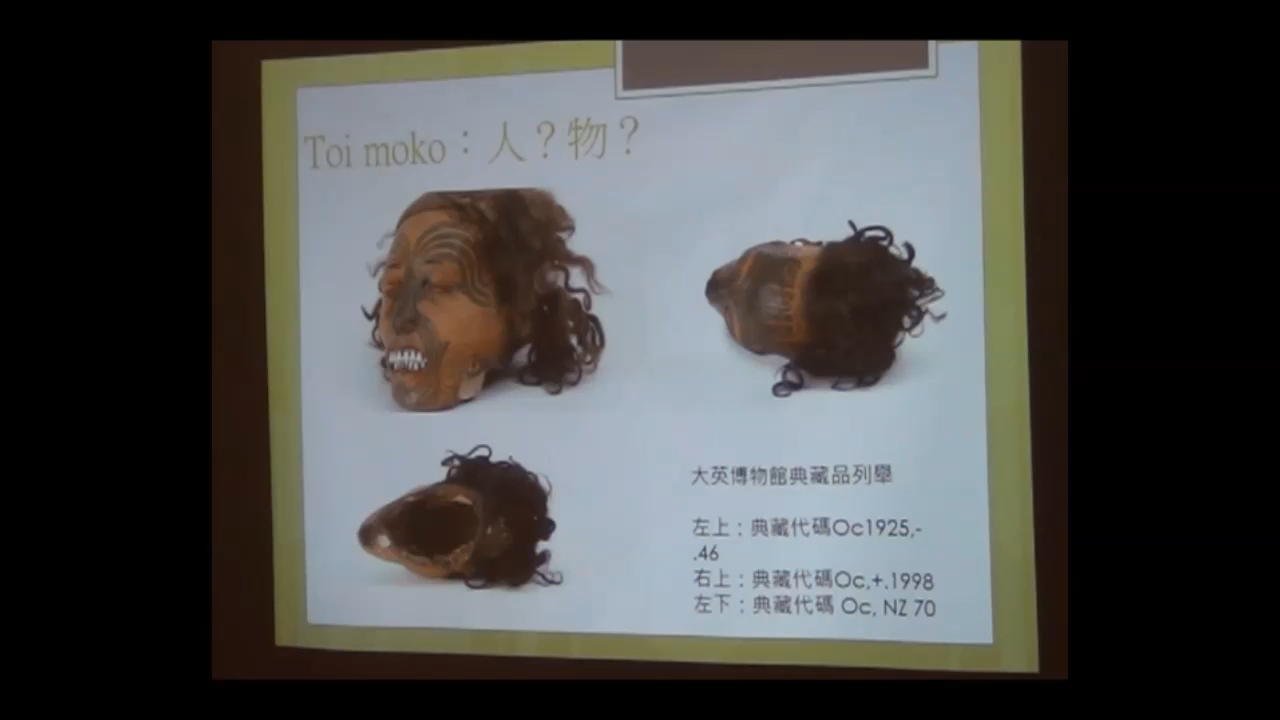 Toi moko：人？物？
大英博物館典藏品列舉
左上：典藏代碼Oc1925,-
.46
右上：典藏代碼Oc,+.1998
左下：典藏代碼 Oc, NZ 70